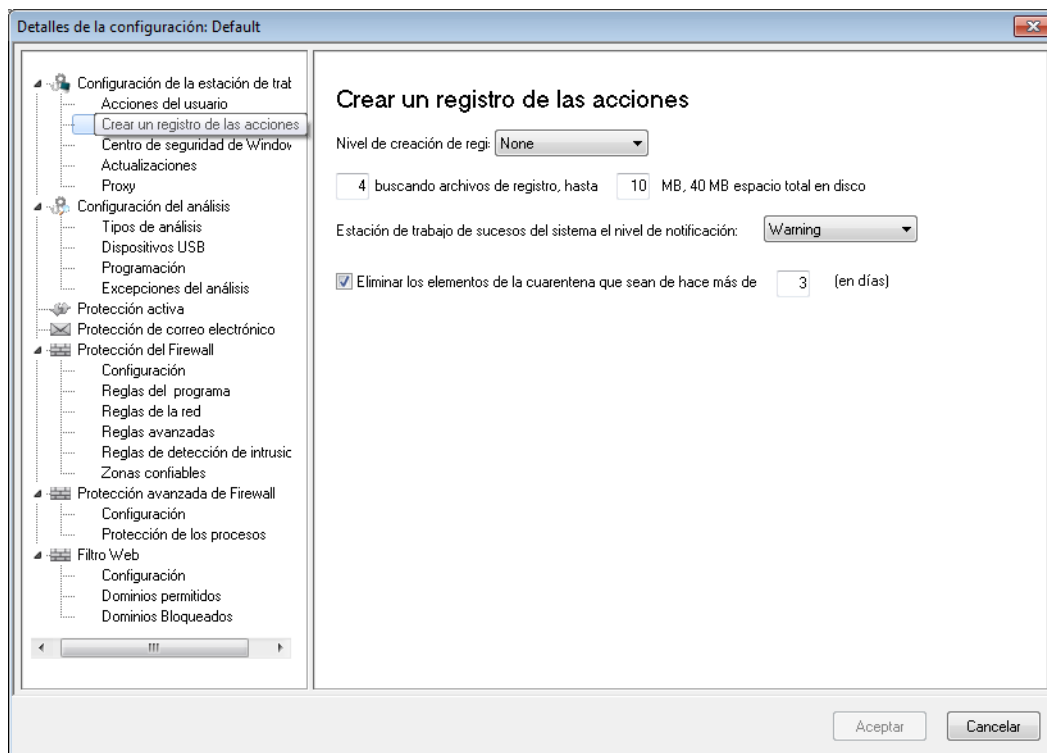 Detalles de la configuración: Default
Configuración de la estación de trat
Acciones del usuario
Crear un registro de las acciones
Centro de seguridad de Window
Actualizaciones
Proxy
Configuración del análisis
Tipos de análisis
Dispositivos USB
Programación
Excepciones del análisis
Protección activa
Protección de correo electrónico
Protección del Firewall
Configuración
Reglas del programa
Reglas de la red
Reglas avanzadas
Reglas de detección de intrusic
Zonas confiables
Protección avanzada de Firewall
Configuración
Protección de los procesos
Filtro Web
Configuración
Dominios permitidos
Dominios Bloqueados
Crear un registro de las acciones
Nivel de creación de regi: None
4 buscando archivos de registro, hasta 10 MB, 40 MB espacio total en disco
Estación de trabajo de sucesos del sistema el nivel de notificación: Warning
Eliminar los elementos de la cuarentena que sean de hace más de 3 (en días)
Aceptar Cancelar